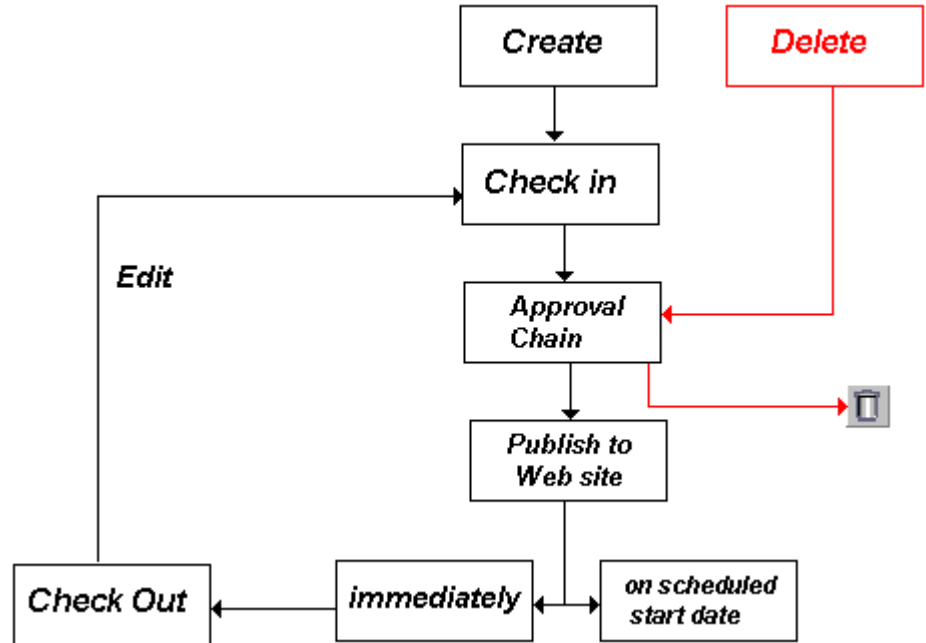 Create
Delete
Check in
Edit
Approval
Chain
Publish to
Web site
Check Out
immediately
on scheduled
start date